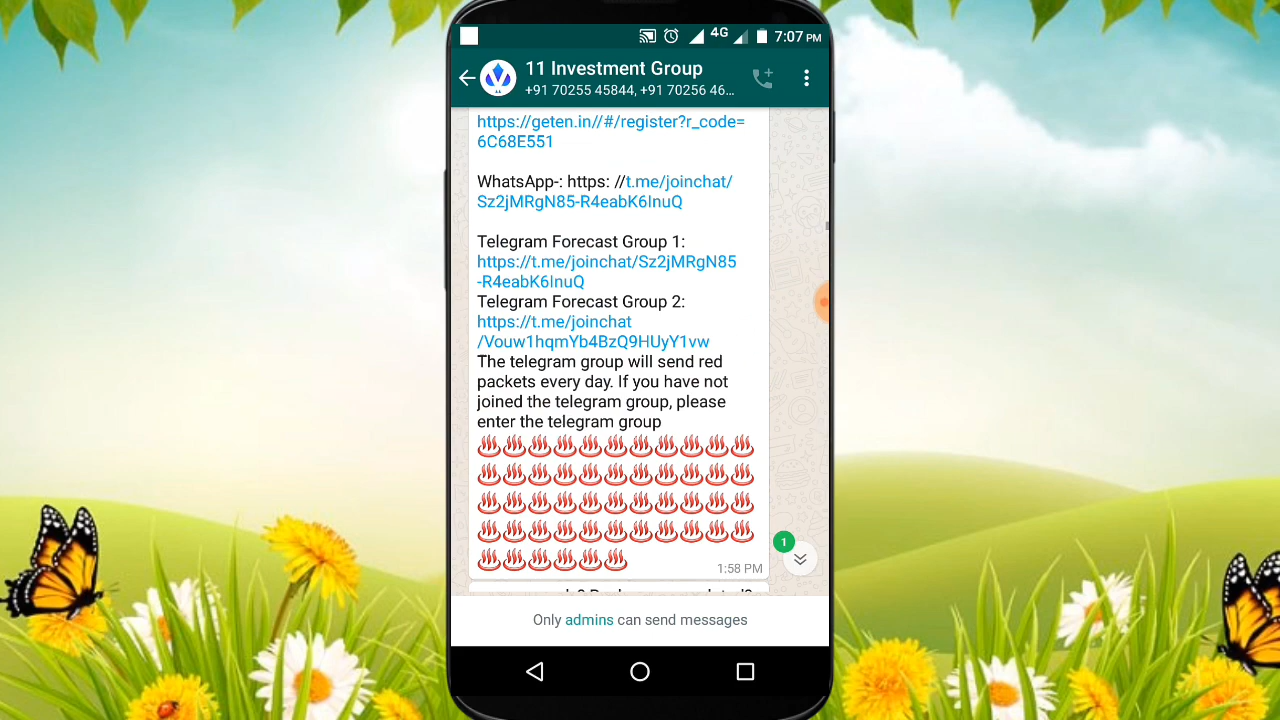 4G 7:07 PM
11 Investment Group
+91 70255 45844, +91 70256 46...
https://geten.in//#/register?r_code=
6C68E551
WhatsApp-: https: //t.me/joinchat/
Sz2jMRgN85-R4eabK6InuQ
Telegram Forecast Group 1:
https://t.me/joinchat/Sz2jMRgN85
-R4eabK6InuQ
Telegram Forecast Group 2:
https://t.me/joinchat
/Vouw1hqmYb4BzQ9HUyY1vw
The telegram group will send red
packets every day. If you have not
joined the telegram group, please
enter the telegram group
1
1:58 PM
Only admins can send messages